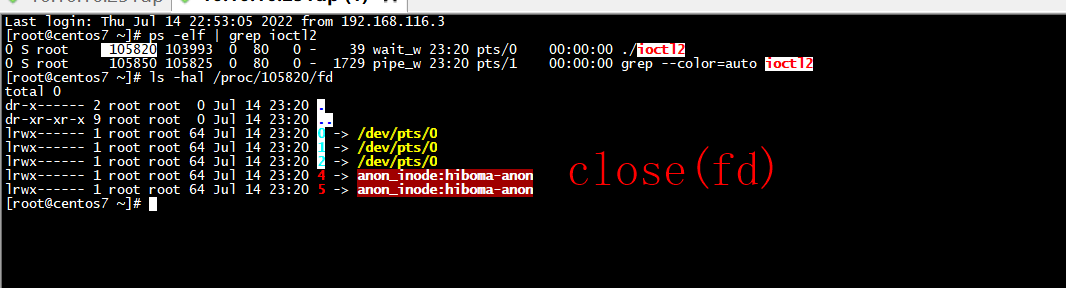 Last login: Thu Jul 14 22:53:05 2022 from 192.168.116.3
[root@centos7 ~]# ps -elf | grep ioctl2
0 S root     105820 103993  0  80   0 -    39 wait_w 23:20 pts/0    00:00:00 ./ioctl2
0 S root     105850 105825  0  80   0 -  1729 pipe_w 23:20 pts/1    00:00:00 grep --color=auto ioctl2
[root@centos7 ~]# ls -hal /proc/105820/fd
total 0
dr-x------ 2 root root  0 Jul 14 23:20 .
dr-xr-xr-x 9 root root  0 Jul 14 23:20 ..
lrwx------ 1 root root 64 Jul 14 23:20 0 -> /dev/pts/0
lrwx------ 1 root root 64 Jul 14 23:20 1 -> /dev/pts/0
lrwx------ 1 root root 64 Jul 14 23:20 2 -> /dev/pts/0
lrwx------ 1 root root 64 Jul 14 23:20 4 -> anon_inode:hiboma-anon
lrwx------ 1 root root 64 Jul 14 23:20 5 -> anon_inode:hiboma-anon
[root@centos7 ~]#
close(fd)